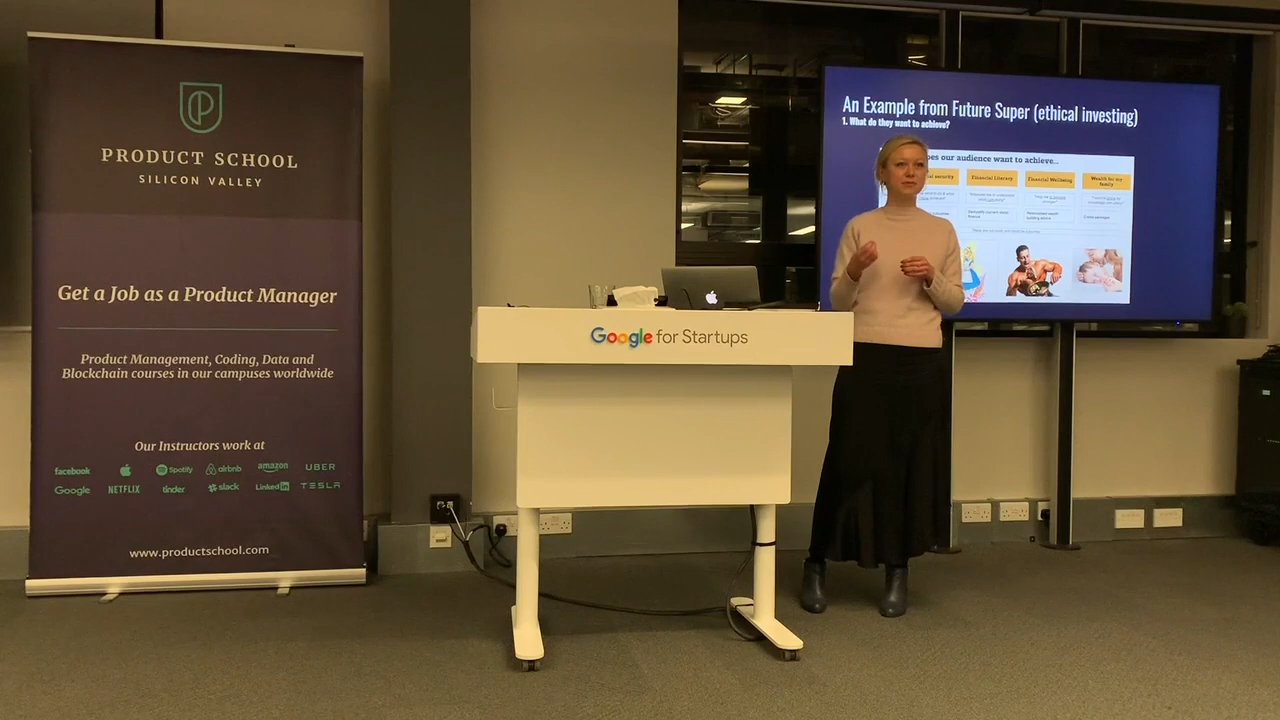 PRODUCT SCHOOL
SILICON VALLEY
Get a Job as a Product Manager
Product Management, Coding, Data and
Blockchain courses in our campuses worldwide
Our Instructors work at
facebook Spotify airbnb amazon UBER
Google NETFLIX tinder slack LinkedIn TESLA
www.productschool.com
Google for Startups
An Example from Future Super (ethical investing)
1. What do they want to achieve?
does our audience want to achieve...
security Financial Literacy Financial Wellbeing Wealth for my
family